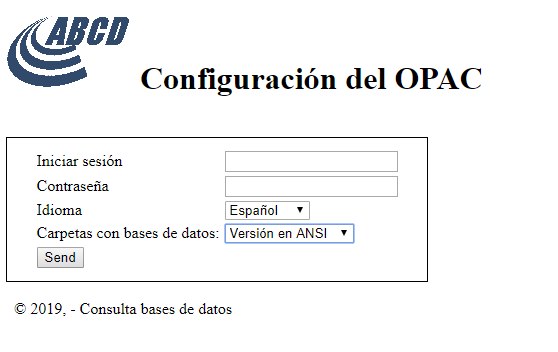 ABCD
Configuración del OPAC
Iniciar sesión
Contraseña
Idioma Español
Carpetas con bases de datos: Versión en ANSI
Send
© 2019, - Consulta bases de datos